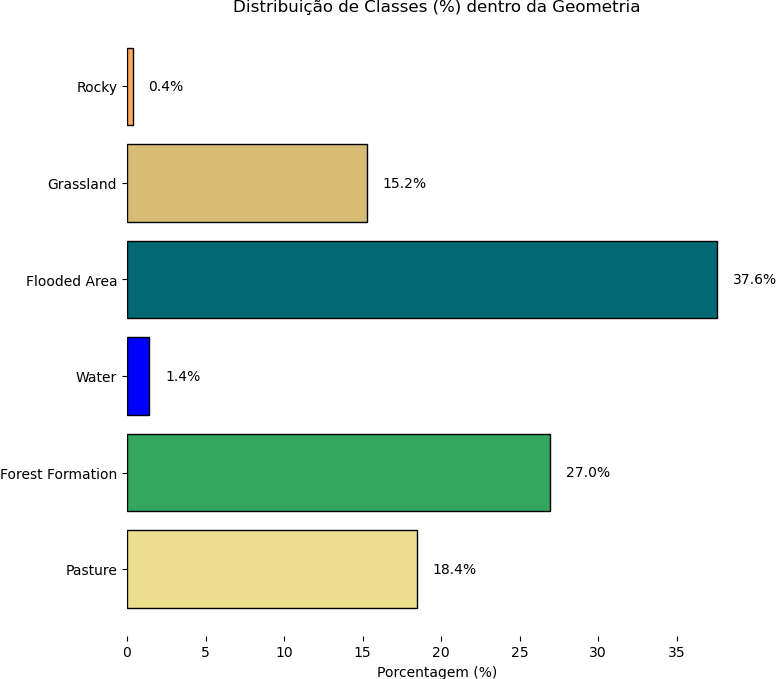 Distribuição de Classes (%) dentro da Geometria
Rocky 0.4%
Grassland 15.2%
Flooded Area 37.6%
Water 1.4%
Forest Formation 27.0%
Pasture 18.4%
0 5 10 15 20 25 30 35
Porcentagem (%)